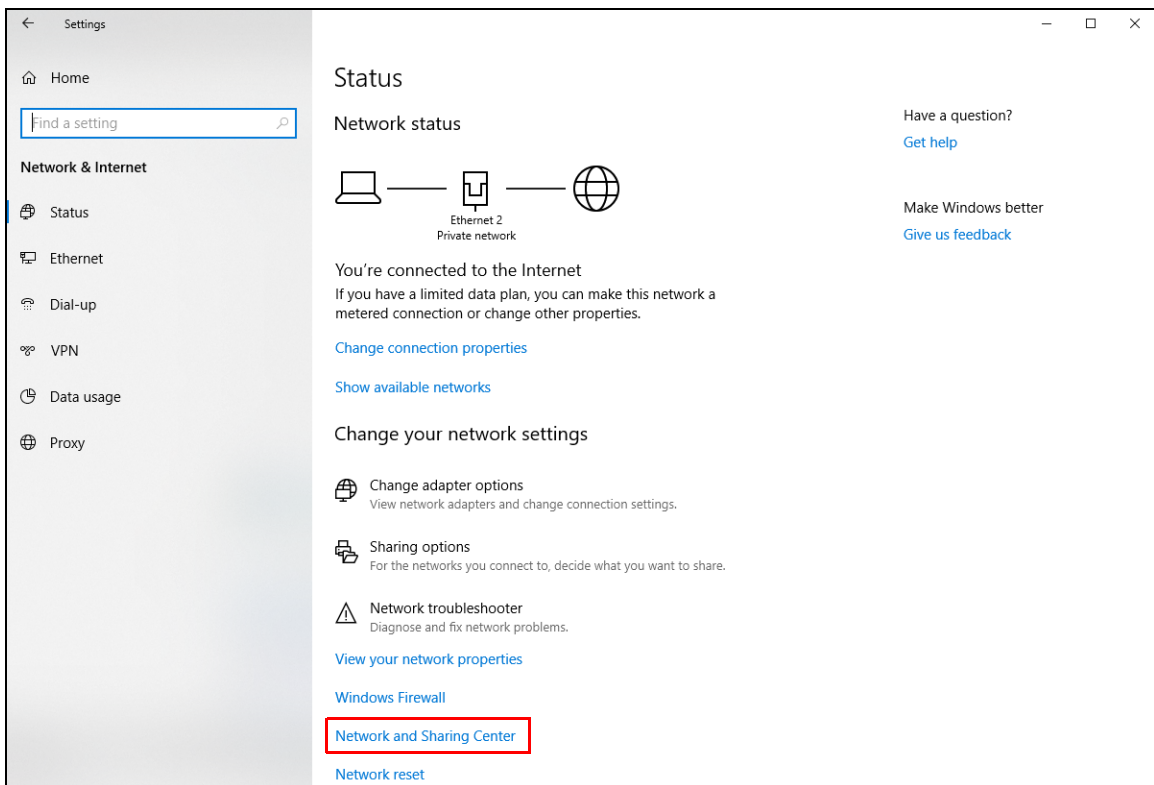 Settings
Home
Find a setting
Network & Internet
Status
Ethernet
Dial-up
VPN
Data usage
Proxy
Status
Network status
Ethernet 2
Private network
You're connected to the Internet
If you have a limited data plan, you can make this network a
metered connection or change other properties.
Change connection properties
Show available networks
Change your network settings
Change adapter options
View network adapters and change connection settings.
Sharing options
For the networks you connect to, decide what you want to share.
Network troubleshooter
Diagnose and fix network problems.
View your network properties
Windows Firewall
Network and Sharing Center
Network reset
Have a question?
Get help
Make Windows better
Give us feedback